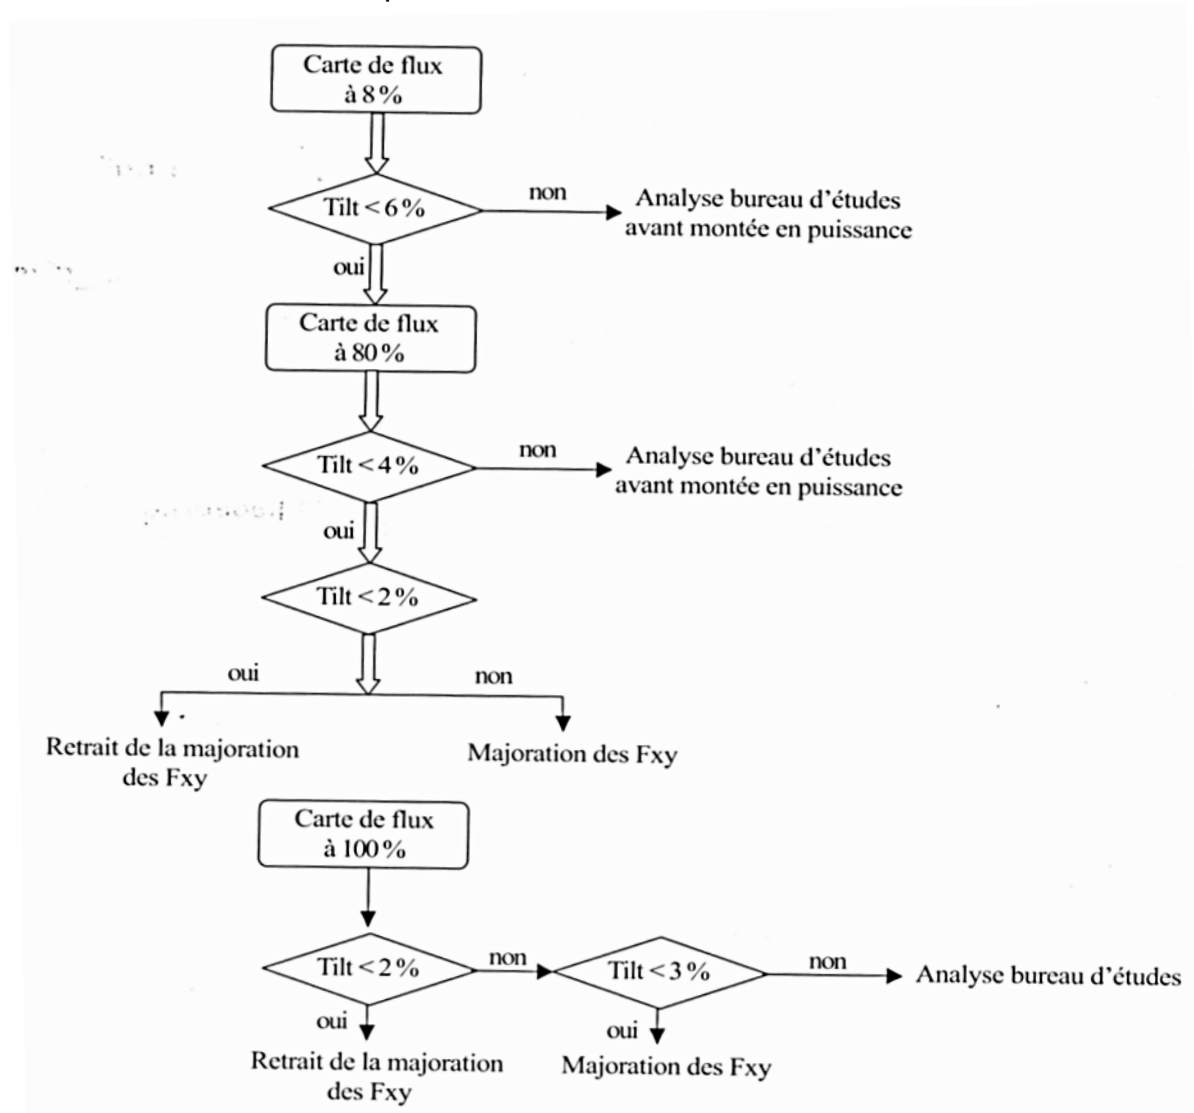 Carte de flux
à 8 %
Tilt < 6 %
non
Analyse bureau d'études
avant montée en puissance
oui
Carte de flux
à 80 %
Tilt < 4 %
non
Analyse bureau d'études
avant montée en puissance
oui
Tilt < 2 %
oui
non
Retrait de la majoration
des Fxy
Majoration des Fxy
Carte de flux
à 100 %
Tilt < 2 %
non
Tilt < 3 %
non
Analyse bureau d'études
oui
oui
Retrait de la majoration
des Fxy
Majoration des Fxy